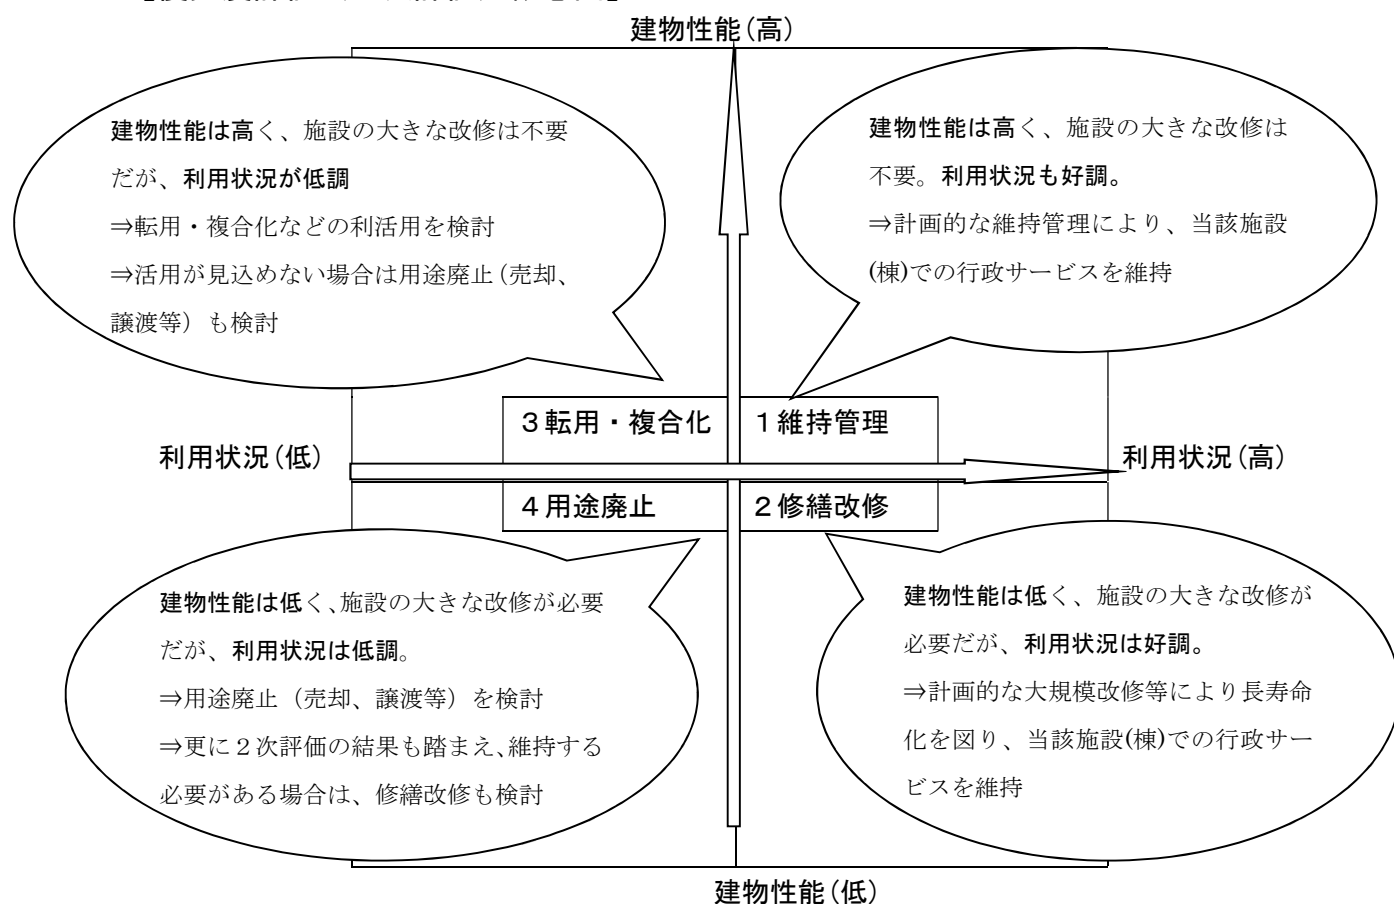 建物性能(高)
建物性能は高く、施設の大きな改修は不要
だが、利用状況が低調
⇒転用・複合化などの利活用を検討
⇒活用が見込めない場合は用途廃止(売却、
譲渡等）も検討
建物性能は高く、施設の大きな改修は
不要。利用状況も好調。
⇒計画的な維持管理により、当該施設
(棟)での行政サービスを維持
３転用・複合化
１維持管理
利用状況(低)
利用状況(高)
４用途廃止
２修繕改修
建物性能は低く、施設の大きな改修が必要
だが、利用状況は低調。
⇒用途廃止（売却、譲渡等）を検討
⇒更に２次評価の結果も踏まえ、維持する
必要がある場合は、修繕改修も検討
建物性能は低く、施設の大きな改修が
必要だが、利用状況は好調。
⇒計画的な大規模改修等により長寿命
化を図り、当該施設(棟)での行政サー
ビスを維持
建物性能(低)